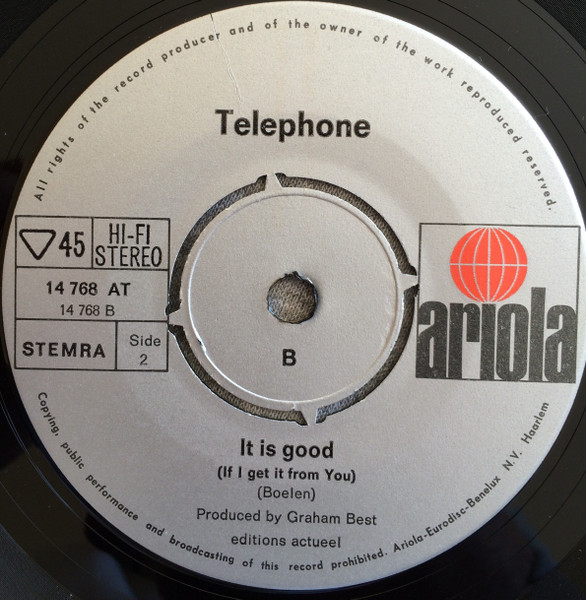 All rights of the record producer and of the owner of the work reproduced reserved.
Telephone
45
HI-FI
STEREO
14 768 AT
14 768 B
STEMRA
Side
2
ariola
B
It is good
(If I get it from You)
(Boelen)
Produced by Graham Best
editions actueel
Copying, public performance and broadcasting of this record prohibited. Ariola-Eurodisc-Benelux N.V. Haarlem